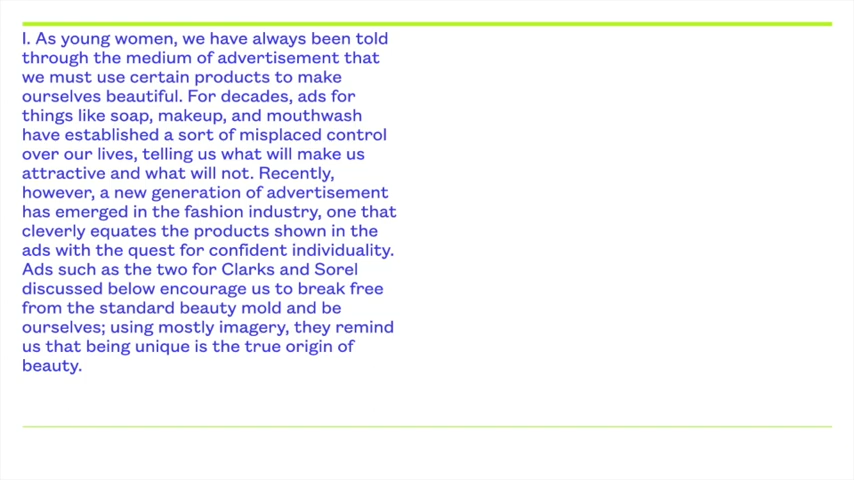 I. As young women, we have always been told
through the medium of advertisement that
we must use certain products to make
ourselves beautiful. For decades, ads for
things like soap, makeup, and mouthwash
have established a sort of misplaced control
over our lives, telling us what will make us
attractive and what will not. Recently,
however, a new generation of advertisement
has emerged in the fashion industry, one that
cleverly equates the products shown in the
ads with the quest for confident individuality.
Ads such as the two for Clarks and Sorel
discussed below encourage us to break free
from the standard beauty mold and be
ourselves; using mostly imagery, they remind
us that being unique is the true origin of
beauty.